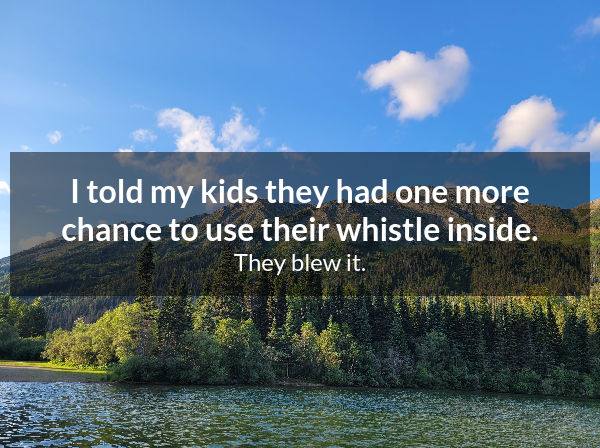 I told my kids they had one more
chance to use their whistle inside.
They blew it.